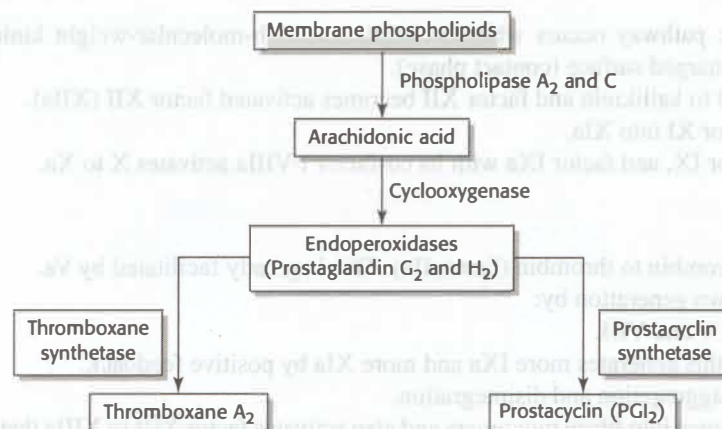 Membrane phospholipids
Phospholipase A₂ and C
Arachidonic acid
Cyclooxygenase
Endoperoxidases
(Prostaglandin G₂ and H₂)
Thromboxane
synthetase
Prostacyclin
synthetase
Thromboxane A₂
Prostacyclin (PGI₂)